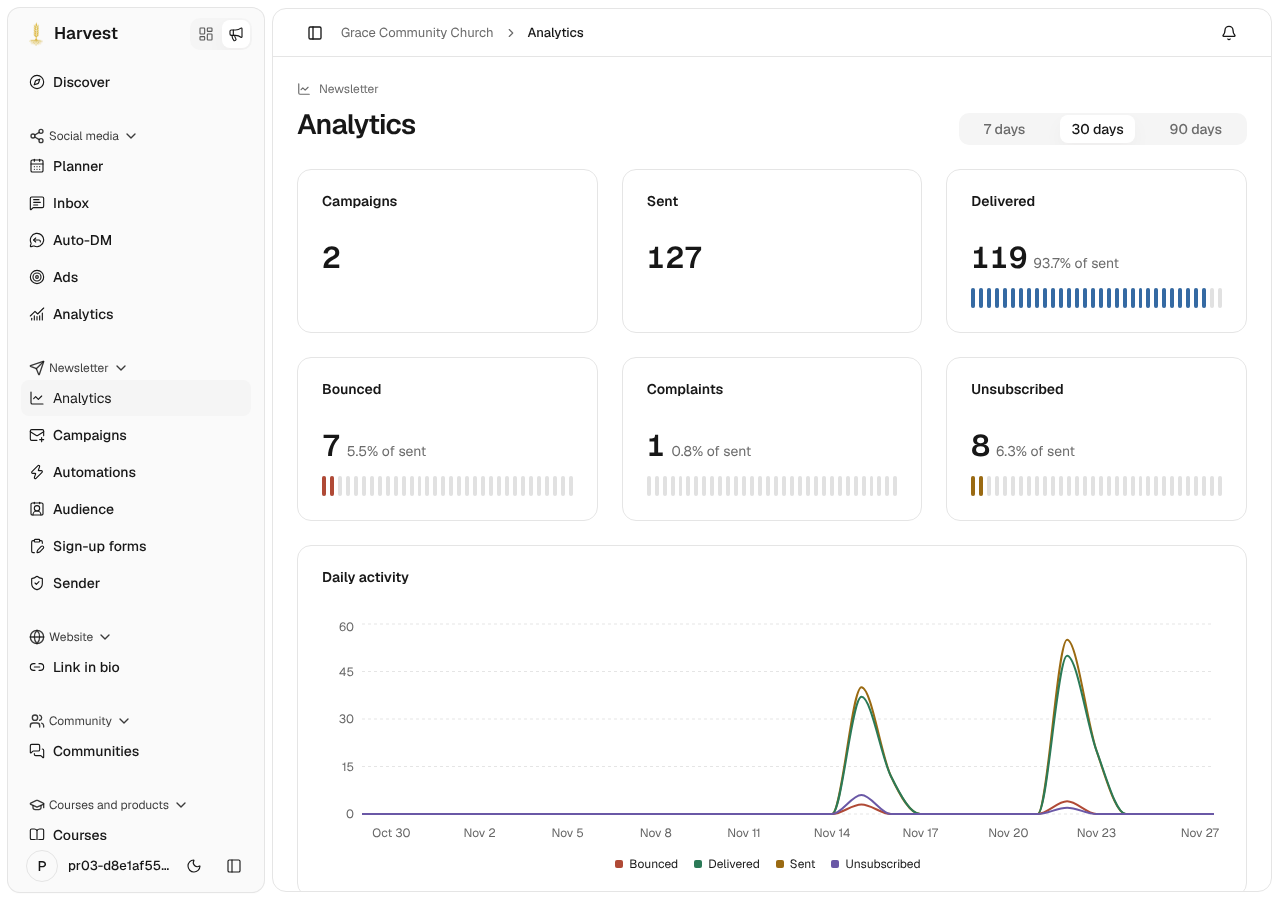 Harvest
Discover
Social media
Planner
Inbox
Auto-DM
Ads
Analytics
Newsletter
Analytics
Campaigns
Automations
Audience
Sign-up forms
Sender
Website
Link in bio
Community
Communities
Courses and products
Courses
P pr03-d8e1af55...
Grace Community Church > Analytics
Newsletter
Analytics
7 days 30 days 90 days
Campaigns
2
Sent
127
Delivered
119 93.7% of sent
Bounced
7 5.5% of sent
Complaints
1 0.8% of sent
Unsubscribed
8 6.3% of sent
Daily activity
60
45
30
15
0
Oct 30 Nov 2 Nov 5 Nov 8 Nov 11 Nov 14 Nov 17 Nov 20 Nov 23 Nov 27
Bounced Delivered Sent Unsubscribed